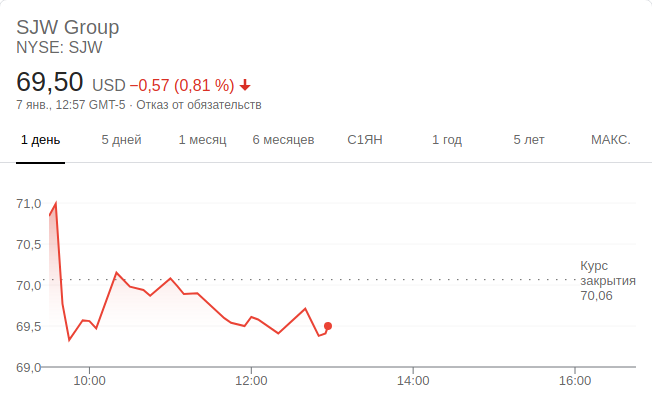 SJW Group
NYSE: SJW
69,50 USD −0,57 (0,81 %)
7 янв., 12:57 GMT-5 · Отказ от обязательств
1 день 5 дней 1 месяц 6 месяцев С1ЯН 1 год 5 лет МАКС.
71,0
70,5
70,0
69,5
69,0
Курс
закрытия
70,06
10:00 12:00 14:00 16:00